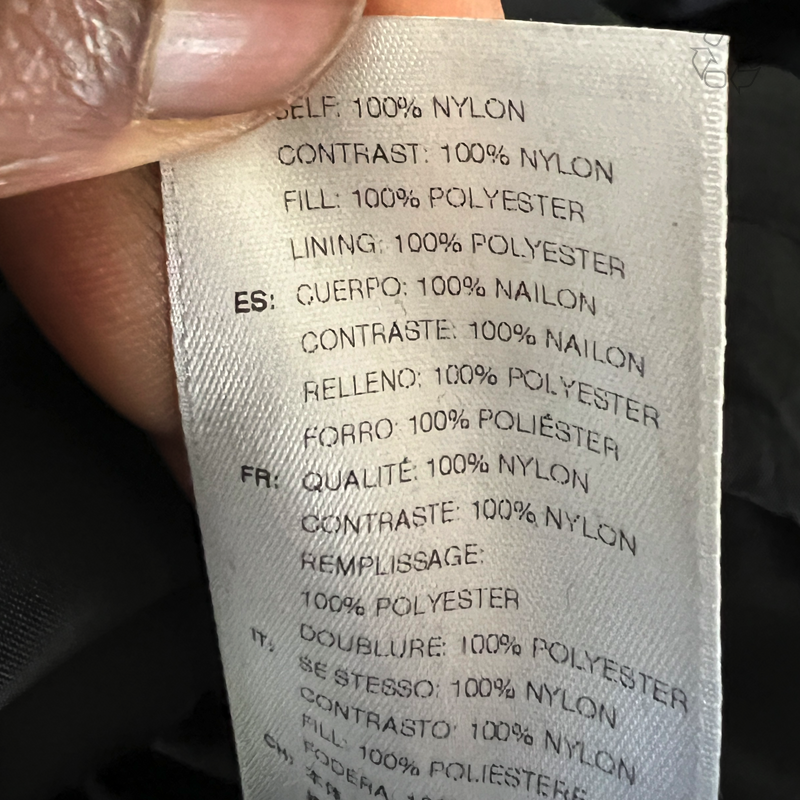 SELF: 100% NYLON
CONTRAST: 100% NYLON
FILL: 100% POLYESTER
LINING: 100% POLYESTER
ES: CUERPO: 100% NAILON
CONTRASTE: 100% NAILON
RELLENO: 100% POLYESTER
FORRO: 100% POLIÉSTER
FR: QUALITÉ: 100% NYLON
CONTRASTE: 100% NYLON
REMPLISSAGE:
100% POLYESTER
DOUBLURE: 100% POLYESTER
IT: SE STESSO: 100% NYLON
CONTRASTO: 100% NYLON
FILL: 100% POLIESTERE
FODERA:
CH: